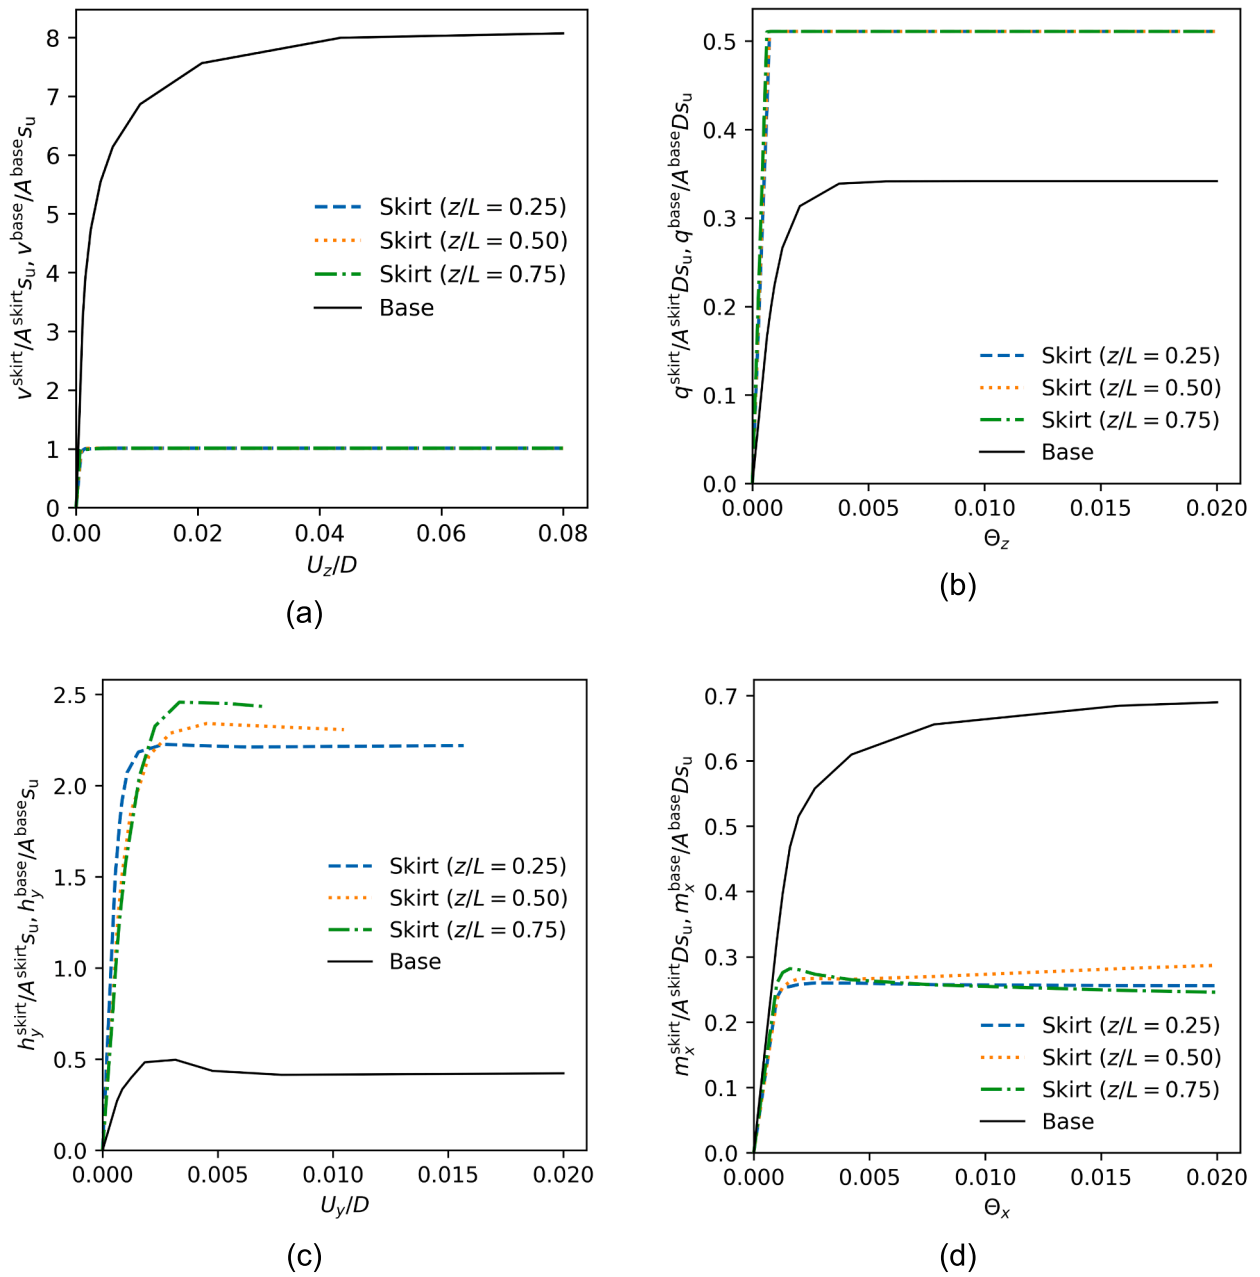 8
7
6
5
4
3
2
1
0
v^skirt/A^skirt s_u, v^base/A^base s_u
Skirt (z/L = 0.25)
Skirt (z/L = 0.50)
Skirt (z/L = 0.75)
Base
0.00 0.02 0.04 0.06 0.08
U_z/D
(a)
0.5
0.4
0.3
0.2
0.1
0.0
q^skirt/A^skirt Ds_u, q^base/A^base Ds_u
Skirt (z/L = 0.25)
Skirt (z/L = 0.50)
Skirt (z/L = 0.75)
Base
0.000 0.005 0.010 0.015 0.020
Θ_z
(b)
2.5
2.0
1.5
1.0
0.5
0.0
h_y^skirt/A^skirt s_u, h_y^base/A^base s_u
Skirt (z/L = 0.25)
Skirt (z/L = 0.50)
Skirt (z/L = 0.75)
Base
0.000 0.005 0.010 0.015 0.020
U_y/D
(c)
0.7
0.6
0.5
0.4
0.3
0.2
0.1
0.0
m_x^skirt/A^skirt Ds_u, m_x^base/A^base Ds_u
Skirt (z/L = 0.25)
Skirt (z/L = 0.50)
Skirt (z/L = 0.75)
Base
0.000 0.005 0.010 0.015 0.020
Θ_x
(d)